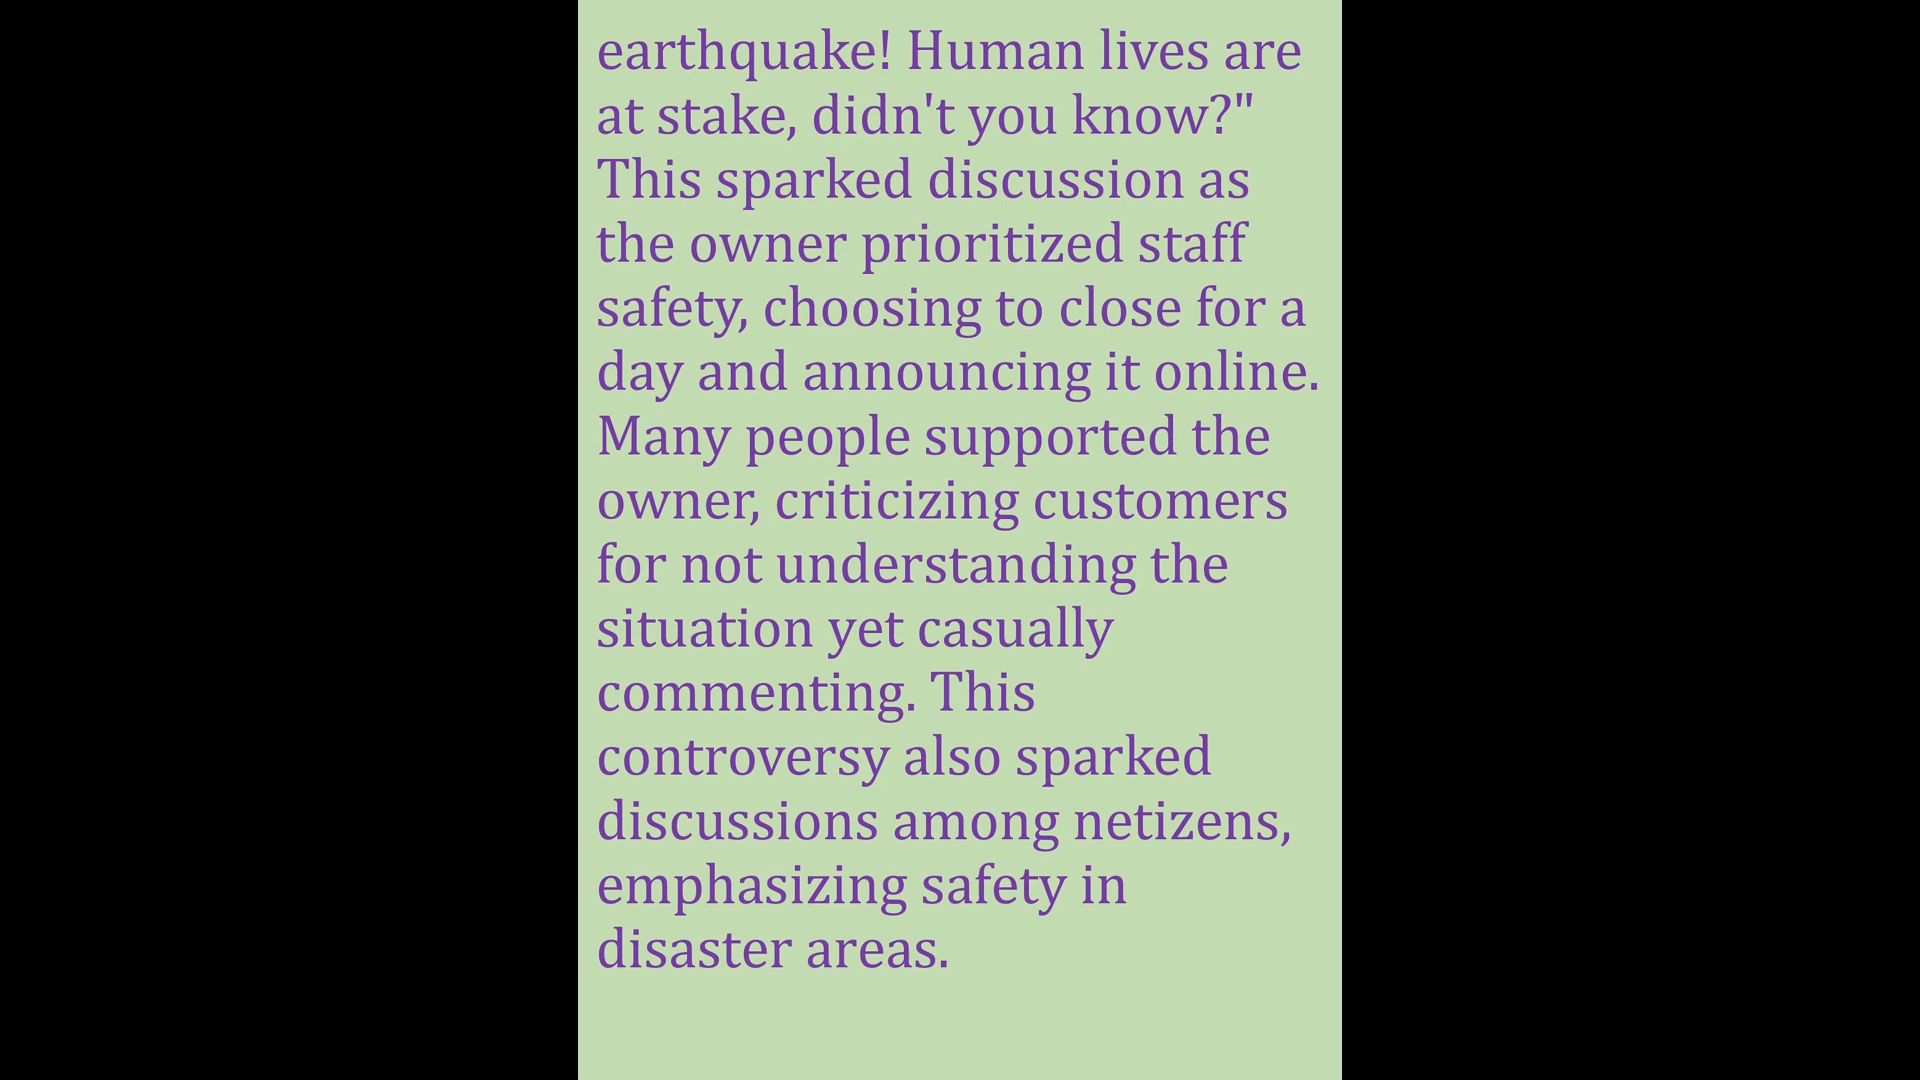 earthquake! Human lives are
at stake, didn't you know?"
This sparked discussion as
the owner prioritized staff
safety, choosing to close for a
day and announcing it online.
Many people supported the
owner, criticizing customers
for not understanding the
situation yet casually
commenting. This
controversy also sparked
discussions among netizens,
emphasizing safety in
disaster areas.